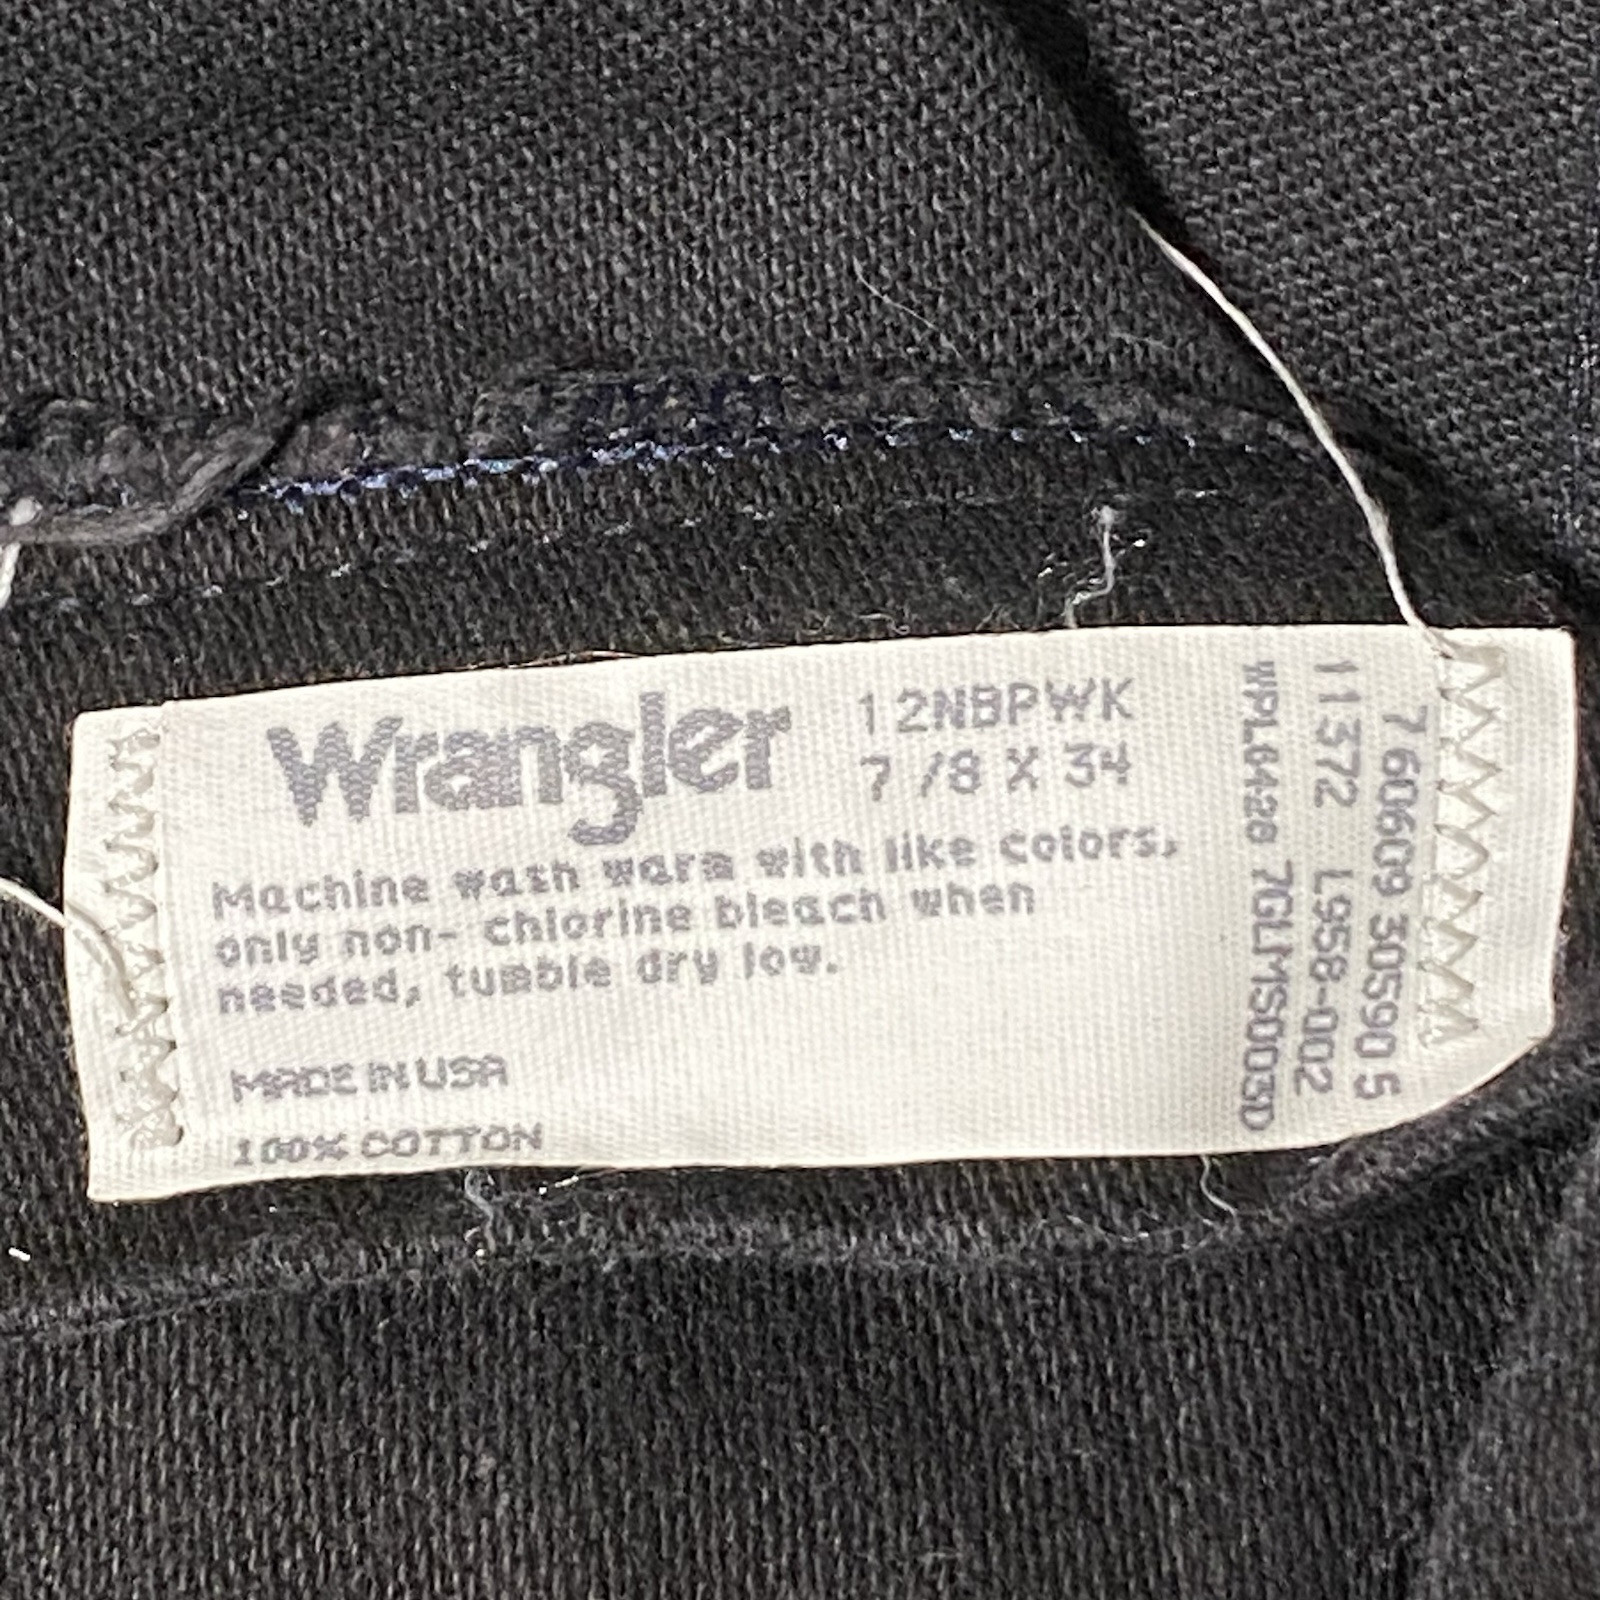 Wrangler
12NBPWK
7/8 X 34
Machine wash warm with like colors,
only non- chlorine bleach when
needed, tumble dry low.
MADE IN USA
100% COTTON
7 60609 30590 5
11372 L958-002
WPL6428 7GLMS003D